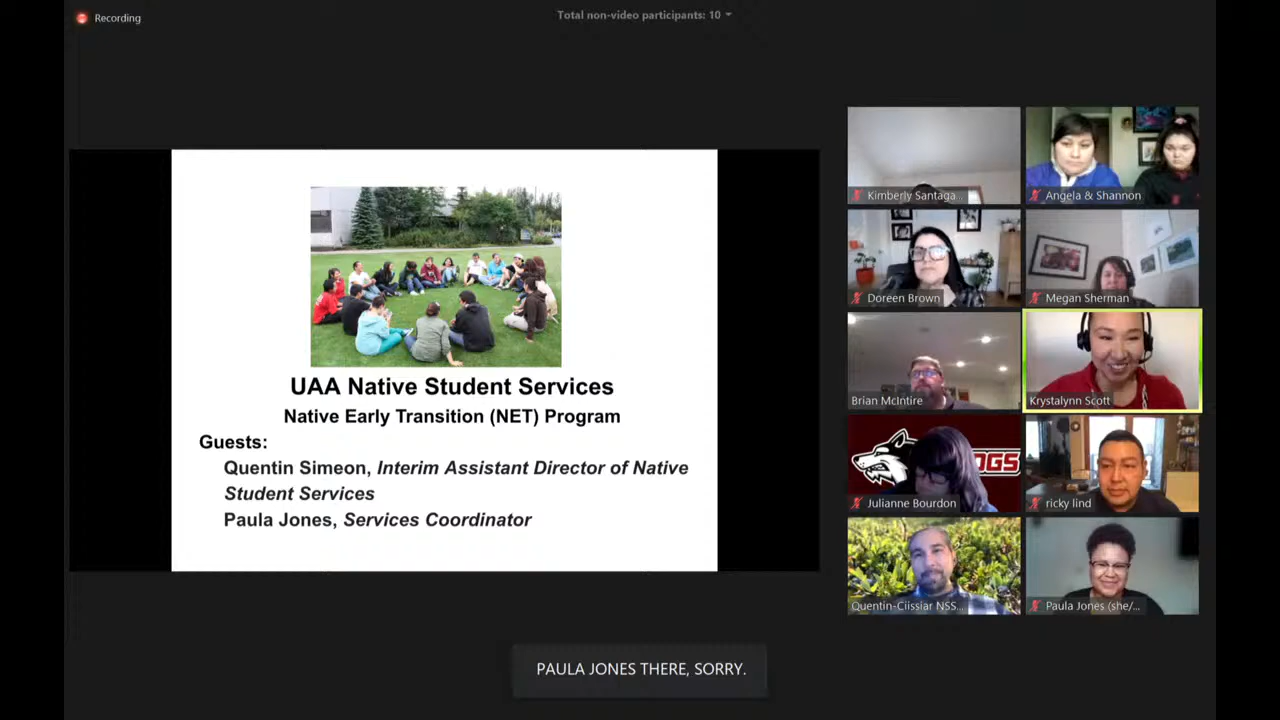 Recording
Total non-video participants: 10
UAA Native Student Services
Native Early Transition (NET) Program
Guests:
Quentin Simeon, Interim Assistant Director of Native
Student Services
Paula Jones, Services Coordinator
Kimberly Santaga...
Angela & Shannon
Doreen Brown
Megan Sherman
Brian McIntire
Krystalynn Scott
OGS
Julianne Bourdon
ricky lind
Quentin-Ciissiar NSS...
Paula Jones (she/...
PAULA JONES THERE, SORRY.